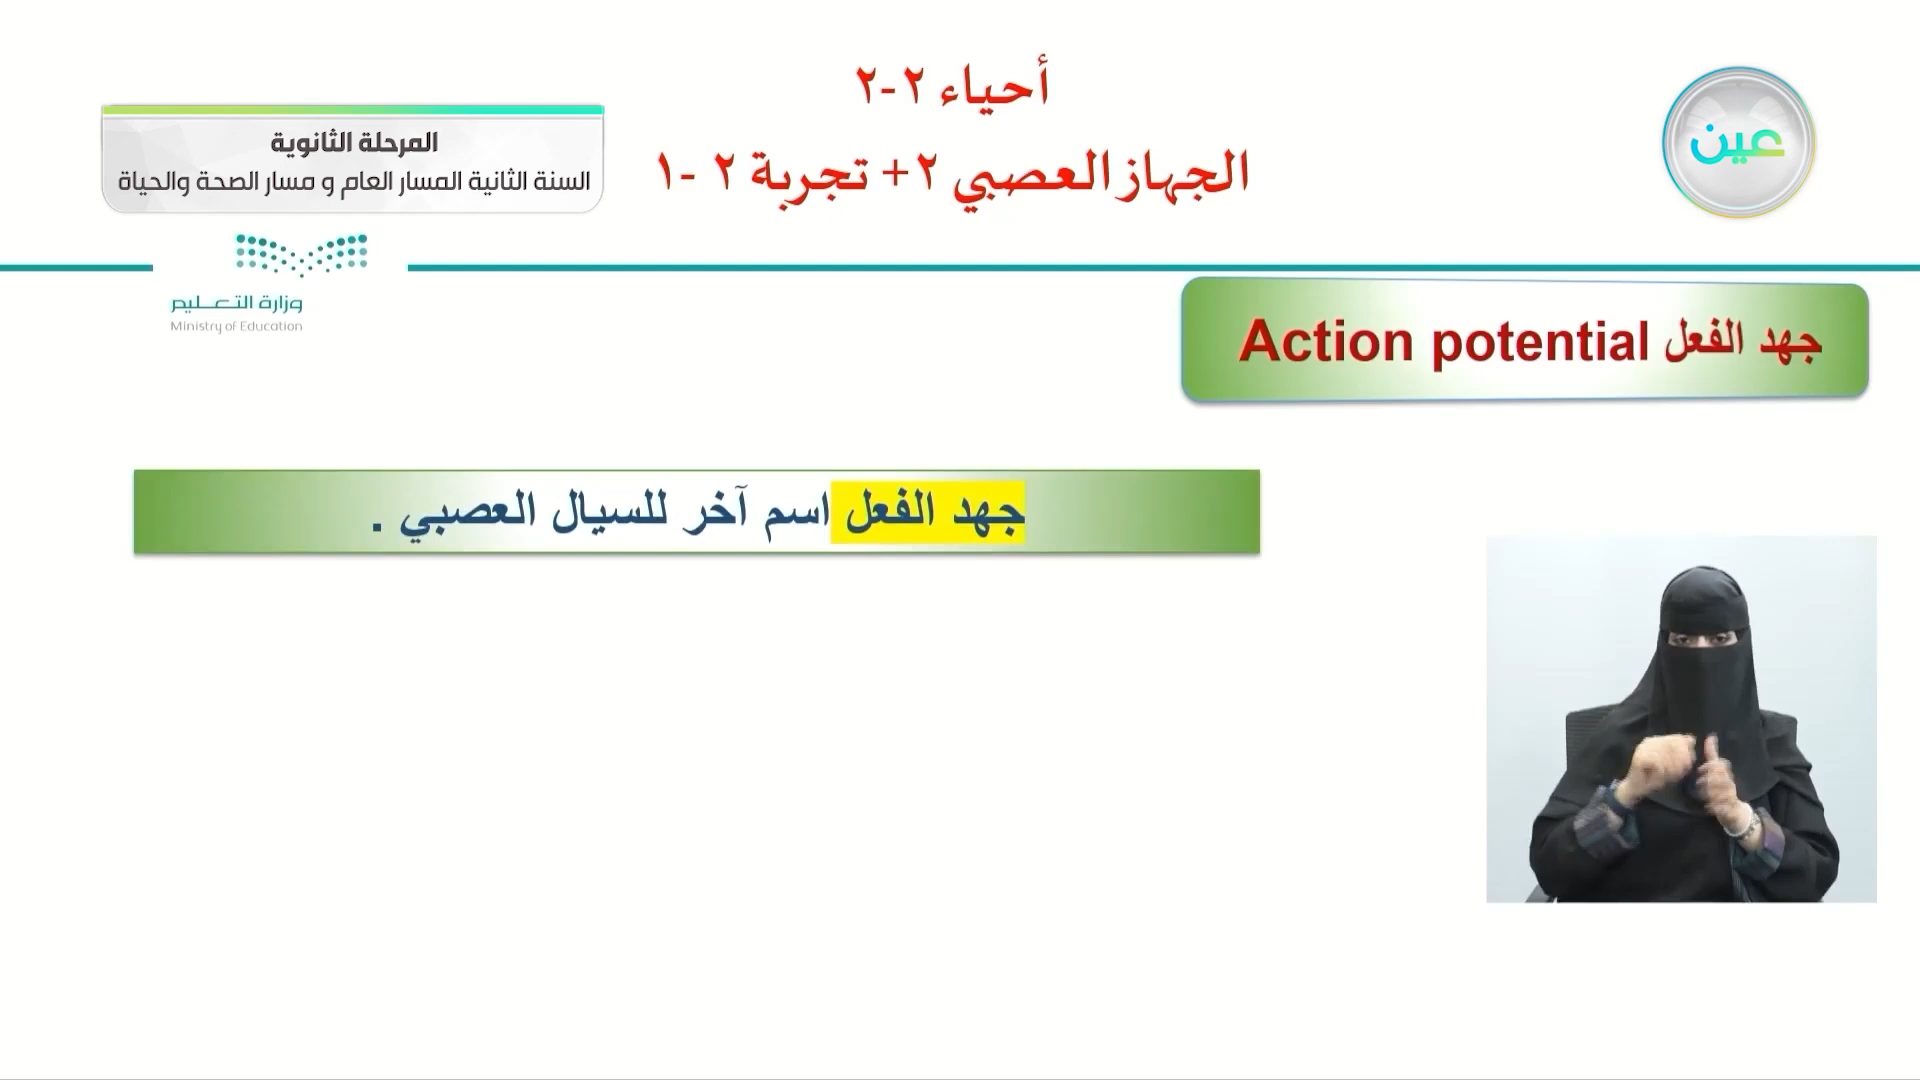 أحياء ٢-٢
الجهاز العصبي ٢ + تجربة ٢ -١
عين
المرحلة الثانوية
السنة الثانية المسار العام و مسار الصحة والحياة
وزارة التعليم
Ministry of Education
جهد الفعل Action potential
جهد الفعل اسم آخر للسيال العصبي .